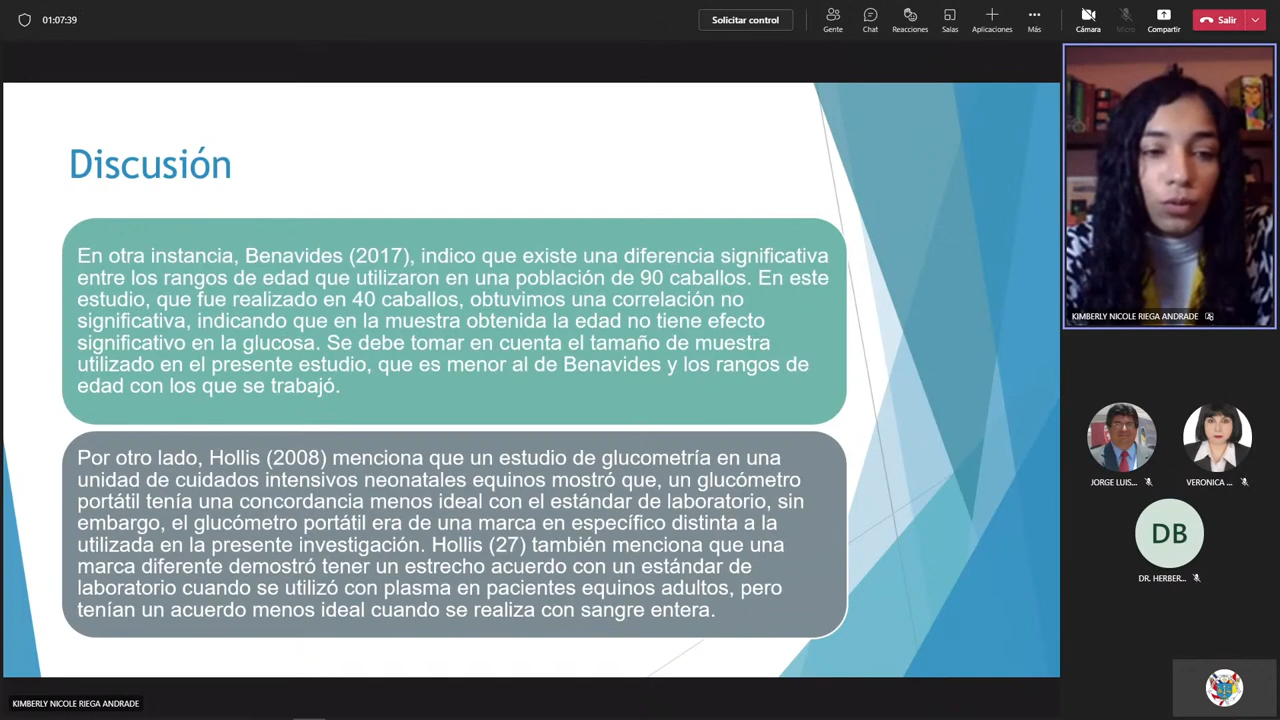 01:07:39
Solicitar control
Gente
Chat
Reacciones
Salas
Aplicaciones
Más
Cámara
Micro
Compartir
Salir
Discusión
En otra instancia, Benavides (2017), indico que existe una diferencia significativa
entre los rangos de edad que utilizaron en una población de 90 caballos. En este
estudio, que fue realizado en 40 caballos, obtuvimos una correlación no
significativa, indicando que en la muestra obtenida la edad no tiene efecto
significativo en la glucosa. Se debe tomar en cuenta el tamaño de muestra
utilizado en el presente estudio, que es menor al de Benavides y los rangos de
edad con los que se trabajó.
Por otro lado, Hollis (2008) menciona que un estudio de glucometría en una
unidad de cuidados intensivos neonatales equinos mostró que, un glucómetro
portátil tenía una concordancia menos ideal con el estándar de laboratorio, sin
embargo, el glucómetro portátil era de una marca en específico distinta a la
utilizada en la presente investigación. Hollis (27) también menciona que una
marca diferente demostró tener un estrecho acuerdo con un estándar de
laboratorio cuando se utilizó con plasma en pacientes equinos adultos, pero
tenían un acuerdo menos ideal cuando se realiza con sangre entera.
KIMBERLY NICOLE RIEGA ANDRADE
JORGE LUIS...
VERONICA ...
DB
DR. HERBER...
KIMBERLY NICOLE RIEGA ANDRADE